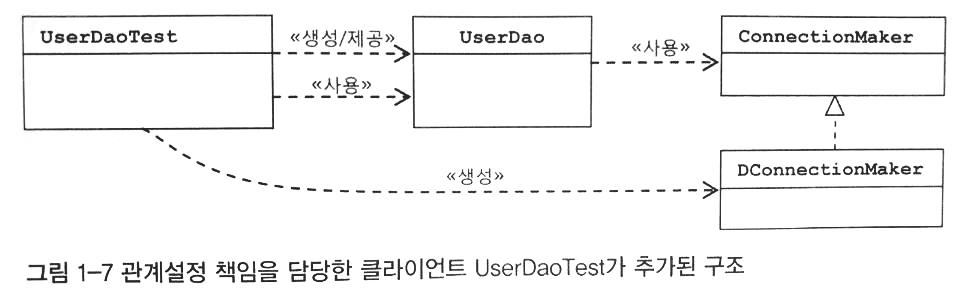 UserDaoTest
«생성/제공»
UserDao
«사용»
ConnectionMaker
«사용»
DConnectionMaker
«생성»
그림 1-7 관계설정 책임을 담당한 클라이언트 UserDaoTest가 추가된 구조